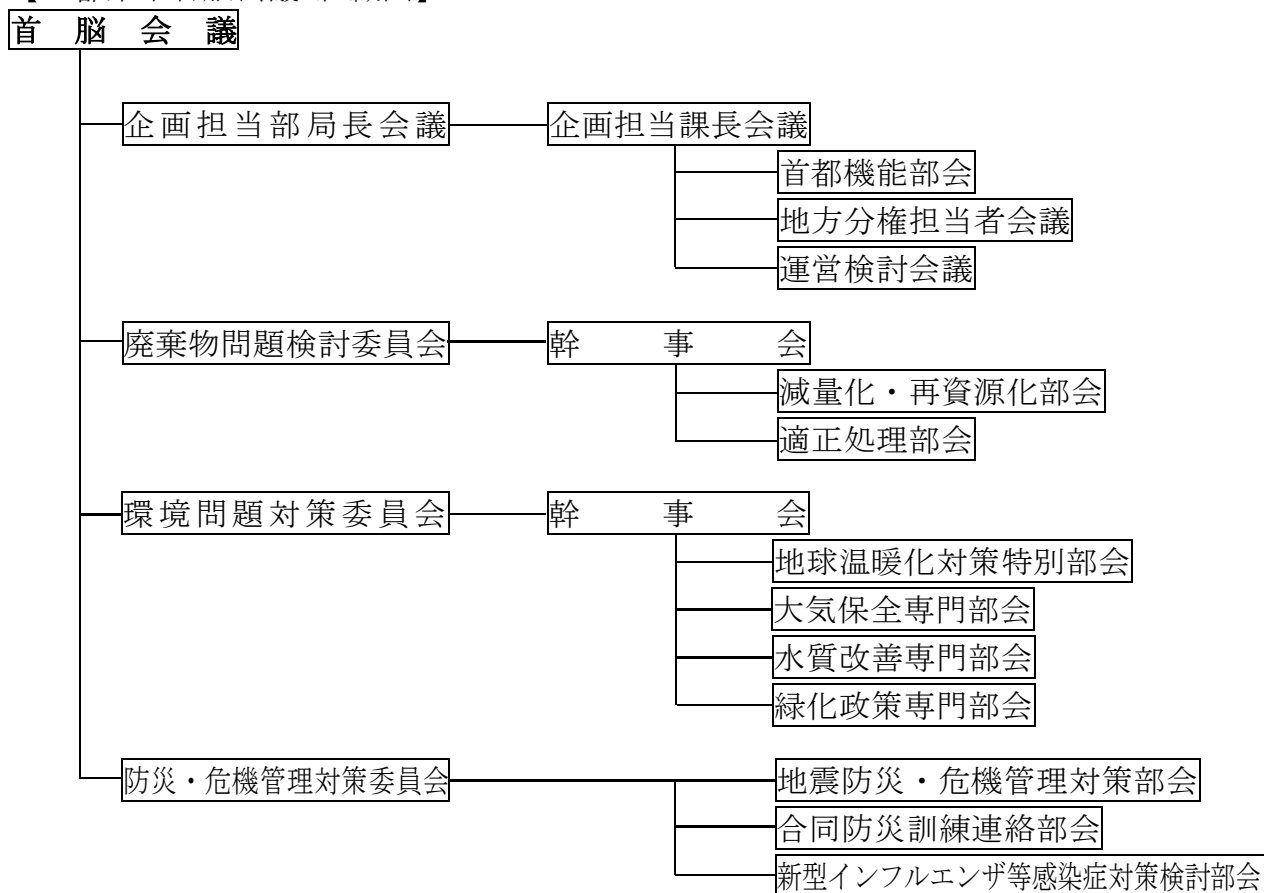 首脳会議
企画担当部局長会議 企画担当課長会議
首都機能部会
地方分権担当者会議
運営検討会議
廃棄物問題検討委員会 幹事会
減量化・再資源化部会
適正処理部会
環境問題対策委員会 幹事会
地球温暖化対策特別部会
大気保全専門部会
水質改善専門部会
緑化政策専門部会
防災・危機管理対策委員会 地震防災・危機管理対策部会
合同防災訓練連絡部会
新型インフルエンザ等感染症対策検討部会